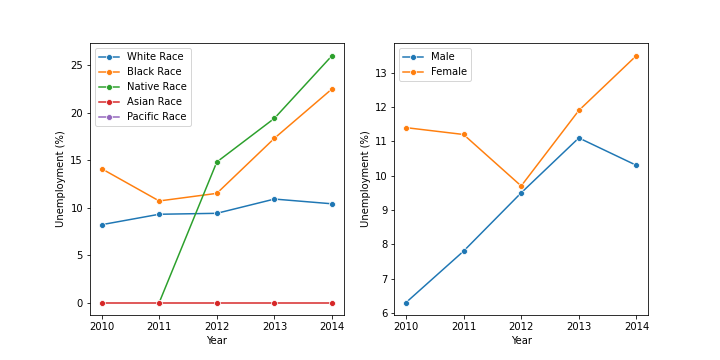 White Race
Black Race
Native Race
Asian Race
Pacific Race
25
20
15
10
5
0
Unemployment (%)
2010 2011 2012 2013 2014
Year
Male
Female
13
12
11
10
9
8
7
6
Unemployment (%)
2010 2011 2012 2013 2014
Year